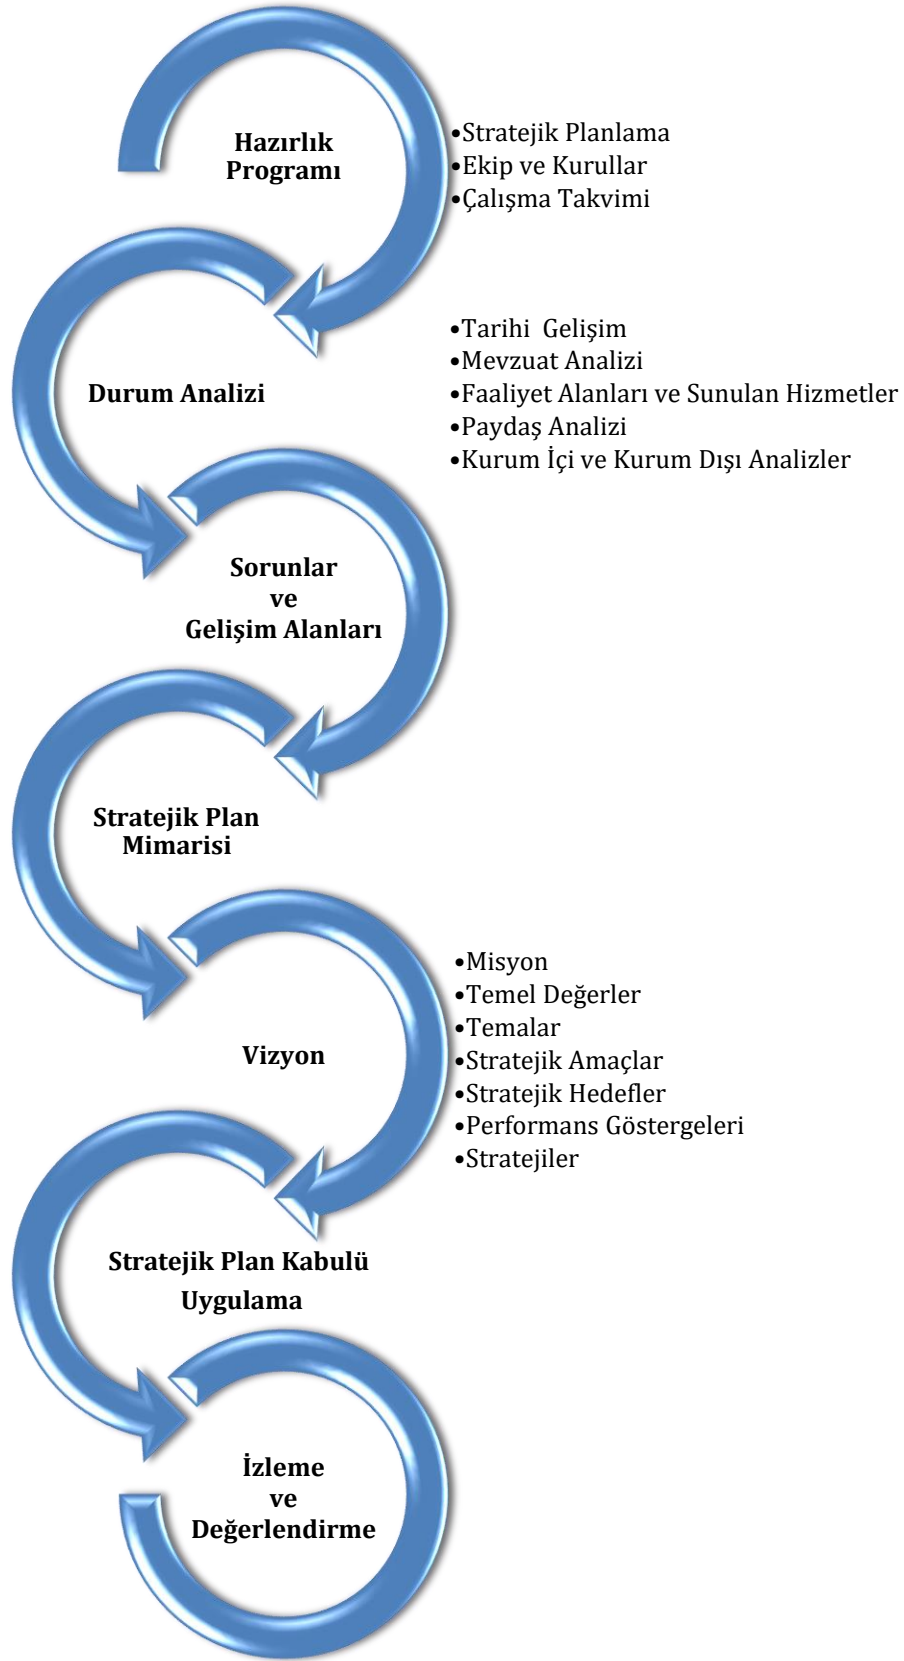 Hazırlık
Programı
•Stratejik Planlama
•Ekip ve Kurullar
•Çalışma Takvimi
Durum Analizi
•Tarihi  Gelişim
•Mevzuat Analizi
•Faaliyet Alanları ve Sunulan Hizmetler
•Paydaş Analizi
•Kurum İçi ve Kurum Dışı Analizler
Sorunlar
ve
Gelişim Alanları
Stratejik Plan
Mimarisi
Vizyon
•Misyon
•Temel Değerler
•Temalar
•Stratejik Amaçlar
•Stratejik Hedefler
•Performans Göstergeleri
•Stratejiler
Stratejik Plan Kabulü
Uygulama
İzleme
ve
Değerlendirme